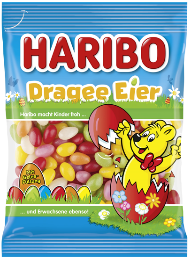 HARIBO
Dragee Eier
Haribo macht Kinder froh ...
... und Erwachsene ebenso!